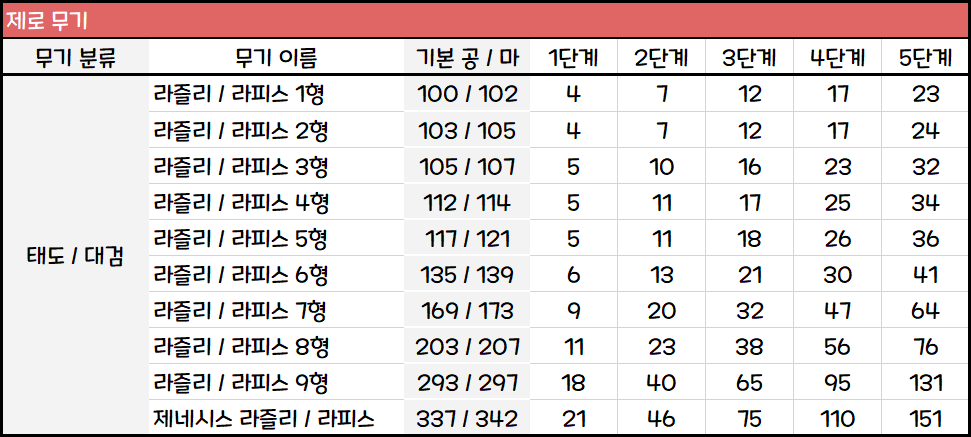 제로 무기
무기 분류 무기 이름 기본 공 / 마 1단계 2단계 3단계 4단계 5단계
라즐리 / 라피스 1형 100 / 102 4 7 12 17 23
라즐리 / 라피스 2형 103 / 105 4 7 12 17 24
라즐리 / 라피스 3형 105 / 107 5 10 16 23 32
라즐리 / 라피스 4형 112 / 114 5 11 17 25 34
라즐리 / 라피스 5형 117 / 121 5 11 18 26 36
태도 / 대검
라즐리 / 라피스 6형 135 / 139 6 13 21 30 41
라즐리 / 라피스 7형 169 / 173 9 20 32 47 64
라즐리 / 라피스 8형 203 / 207 11 23 38 56 76
라즐리 / 라피스 9형 293 / 297 18 40 65 95 131
제네시스 라즐리 / 라피스 337 / 342 21 46 75 110 151